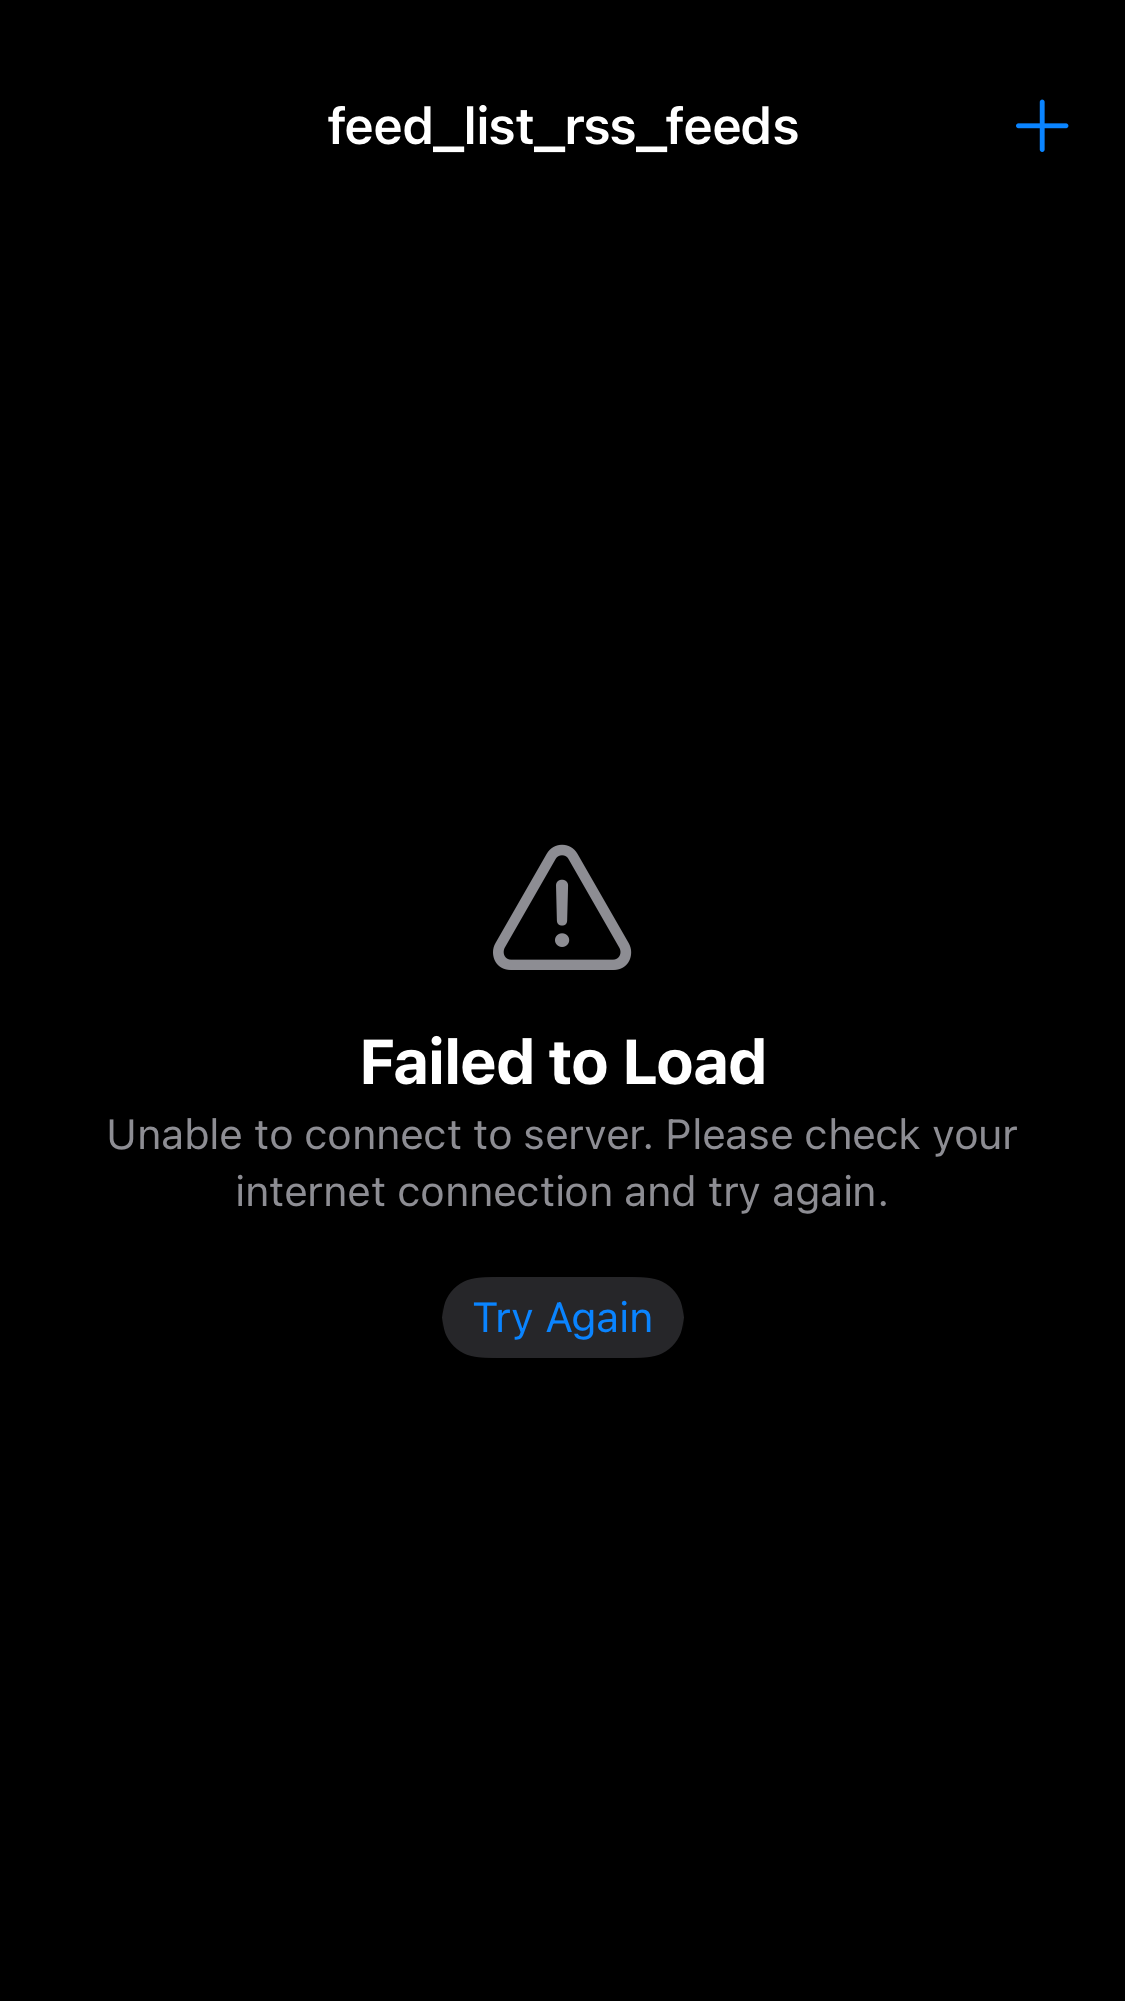 feed_list_rss_feeds
Failed to Load
Unable to connect to server. Please check your
internet connection and try again.
Try Again